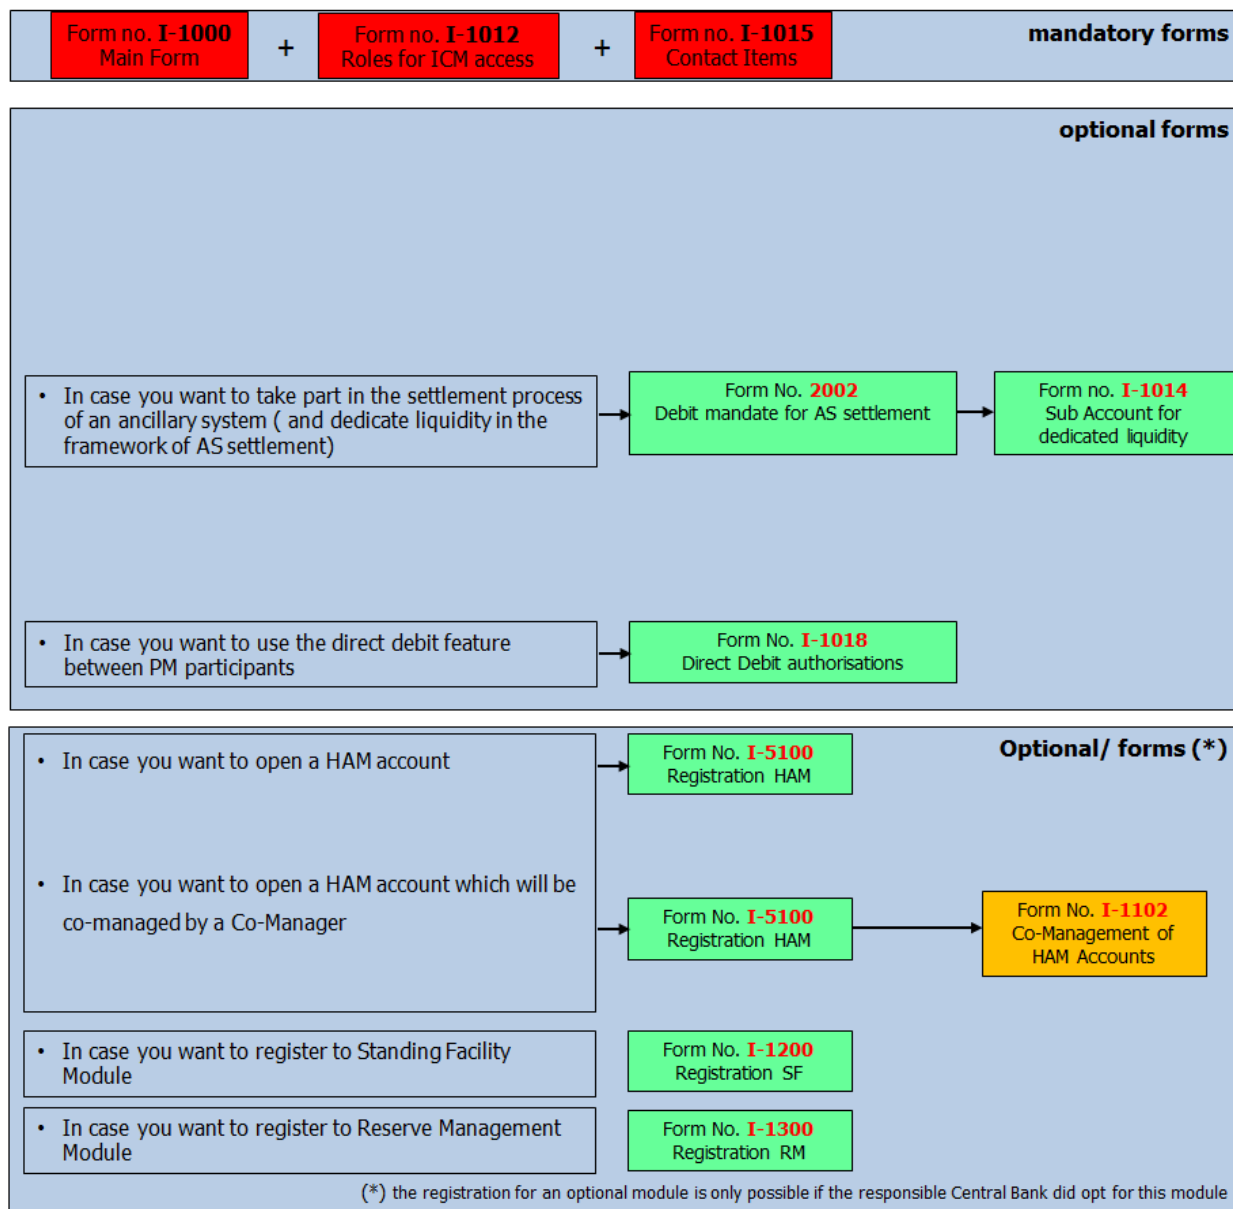 Form no. I-1000
Main Form
+
Form no. I-1012
Roles for ICM access
+
Form no. I-1015
Contact Items
mandatory forms
optional forms
• In case you want to take part in the settlement process
of an ancillary system ( and dedicate liquidity in the
framework of AS settlement)
Form No. 2002
Debit mandate for AS settlement
Form no. I-1014
Sub Account for
dedicated liquidity
• In case you want to use the direct debit feature
between PM participants
Form No. I-1018
Direct Debit authorisations
Optional/ forms (*)
• In case you want to open a HAM account
Form No. I-5100
Registration HAM
• In case you want to open a HAM account which will be
co-managed by a Co-Manager
Form No. I-5100
Registration HAM
Form No. I-1102
Co-Management of
HAM Accounts
• In case you want to register to Standing Facility
Module
Form No. I-1200
Registration SF
• In case you want to register to Reserve Management
Module
Form No. I-1300
Registration RM
(*) the registration for an optional module is only possible if the responsible Central Bank did opt for this module